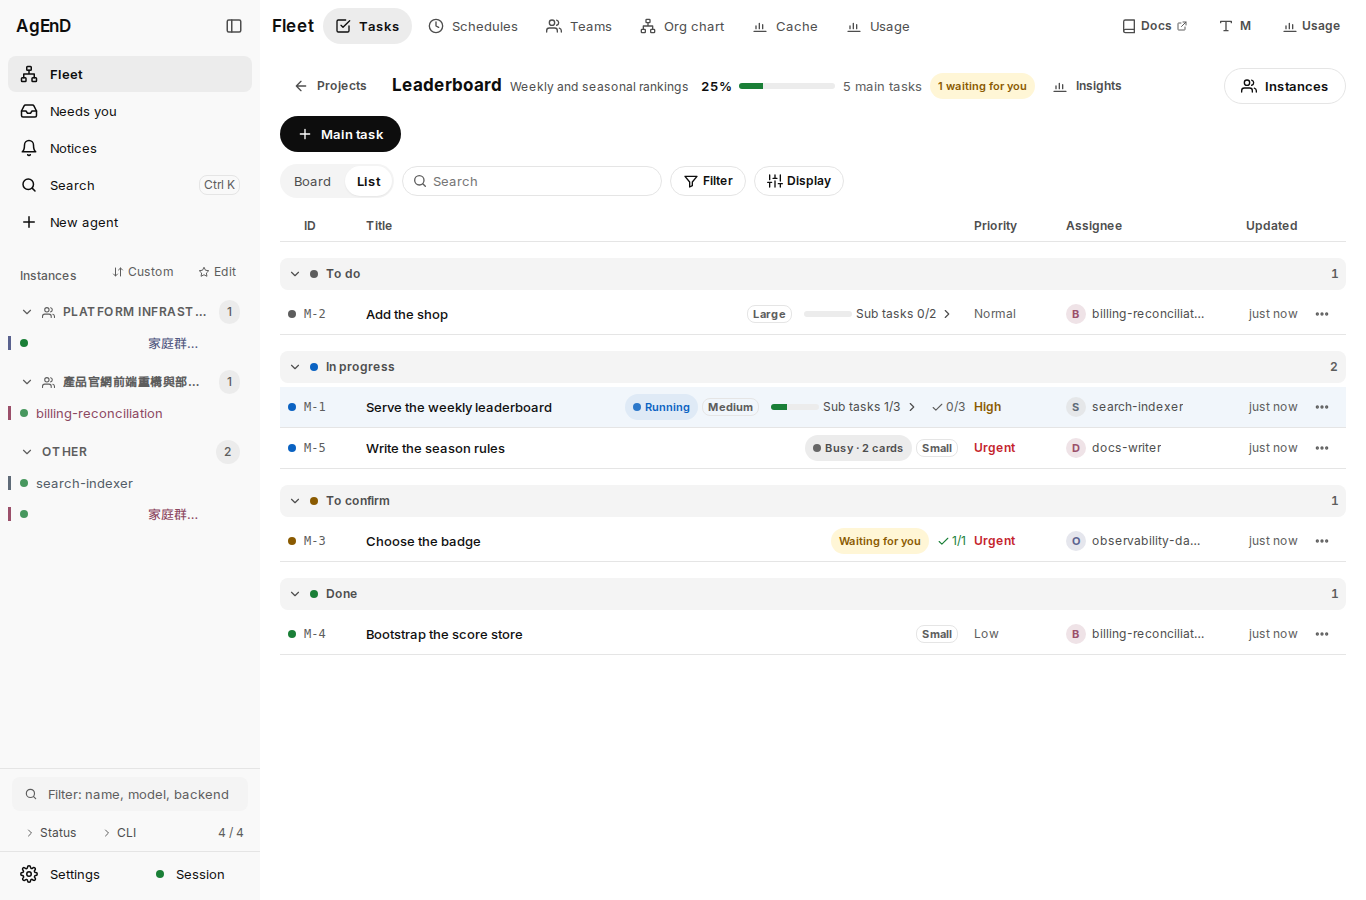 AgEnD
Fleet
Needs you
Notices
Search Ctrl K
New agent
Instances Custom Edit
PLATFORM INFRAST... 1
家庭群...
產品官網前端重構與部... 1
billing-reconciliation
OTHER 2
search-indexer
家庭群...
Filter: name, model, backend
Status CLI 4 / 4
Settings Session
Fleet Tasks Schedules Teams Org chart Cache Usage Docs M Usage
Projects Leaderboard Weekly and seasonal rankings 25% 5 main tasks 1 waiting for you Insights Instances
Main task
Board List Search Filter Display
ID Title Priority Assignee Updated
To do 1
M-2 Add the shop Large Sub tasks 0/2 Normal B billing-reconciliat... just now
In progress 2
M-1 Serve the weekly leaderboard Running Medium Sub tasks 1/3 0/3 High S search-indexer just now
M-5 Write the season rules Busy · 2 cards Small Urgent D docs-writer just now
To confirm 1
M-3 Choose the badge Waiting for you 1/1 Urgent O observability-da... just now
Done 1
M-4 Bootstrap the score store Small Low B billing-reconciliat... just now